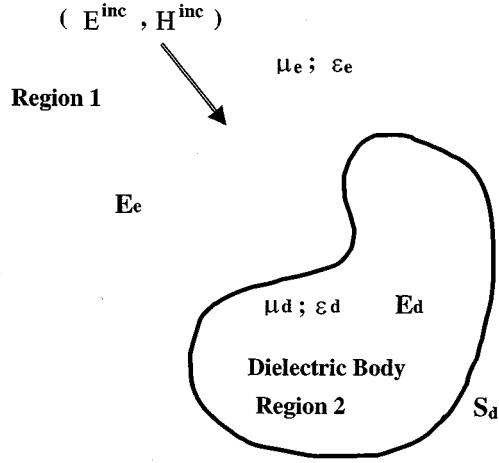 ( E^inc , H^inc )
μe ; εe
Region 1
Ee
μd ; εd Ed
Dielectric Body
Region 2
Sd